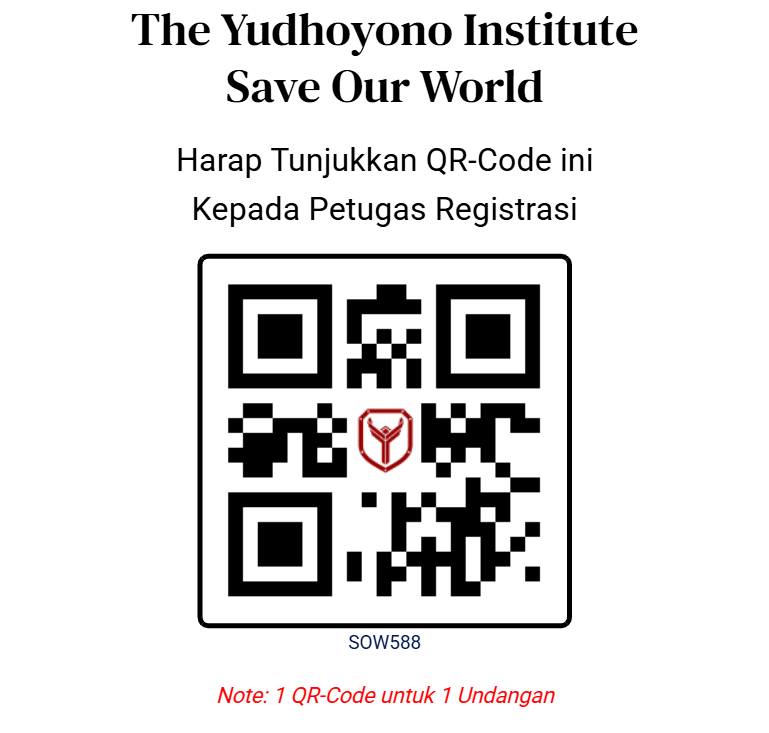 The Yudhoyono Institute
Save Our World
Harap Tunjukkan QR-Code ini
Kepada Petugas Registrasi
SOW588
Note: 1 QR-Code untuk 1 Undangan